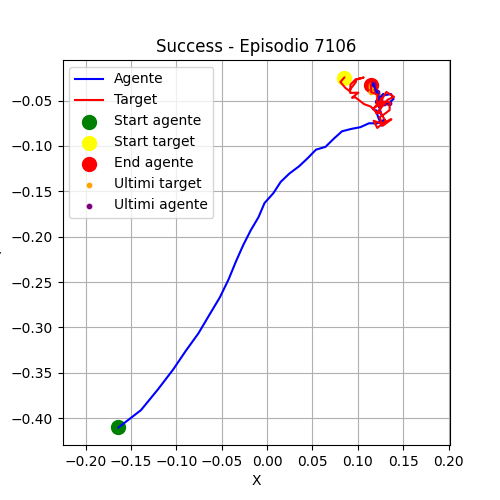 Success - Episodio 7106
Agente
Target
Start agente
Start target
End agente
Ultimi target
Ultimi agente
−0.05
−0.10
−0.15
−0.20
−0.25
−0.30
−0.35
−0.40
−0.20 −0.15 −0.10 −0.05 0.00 0.05 0.10 0.15 0.20
X